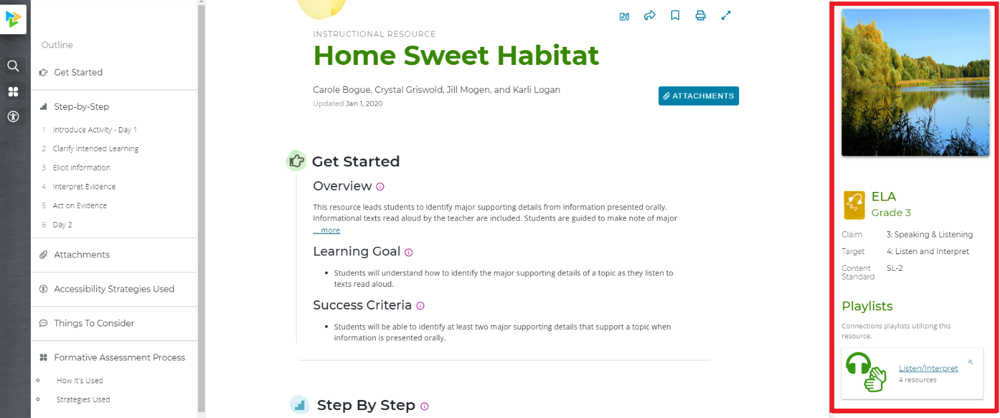 Outline
Get Started
Step-by-Step
1 Introduce Activity - Day 1
2 Clarify Intended Learning
3 Elicit Information
4 Interpret Evidence
5 Act on Evidence
6 Day 2
Attachments
Accessibility Strategies Used
Things To Consider
Formative Assessment Process
How It's Used
Strategies Used
INSTRUCTIONAL RESOURCE
Home Sweet Habitat
Carole Bogue, Crystal Griswold, Jill Mogen, and Karli Logan
Updated Jan 1, 2020
ATTACHMENTS
Get Started
Overview
This resource leads students to identify major supporting details from information presented orally.
Informational texts read aloud by the teacher are included. Students are guided to make note of major
... more
Learning Goal
Students will understand how to identify the major supporting details of a topic as they listen to
texts read aloud.
Success Criteria
Students will be able to identify at least two major supporting details that support a topic when
information is presented orally.
Step By Step
ELA
Grade 3
Claim 3: Speaking & Listening
Target 4: Listen and Interpret
Content SL-2
Standard
Playlists
Connections playlists utilizing this
resource.
Listen/Interpret
4 resources